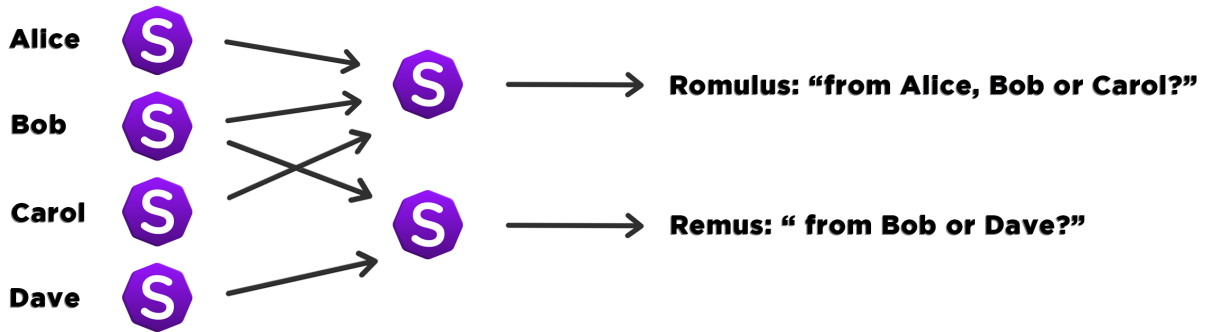 Alice S
S Romulus: “from Alice, Bob or Carol?”
Bob S
Carol S
S Remus: “ from Bob or Dave?”
Dave S